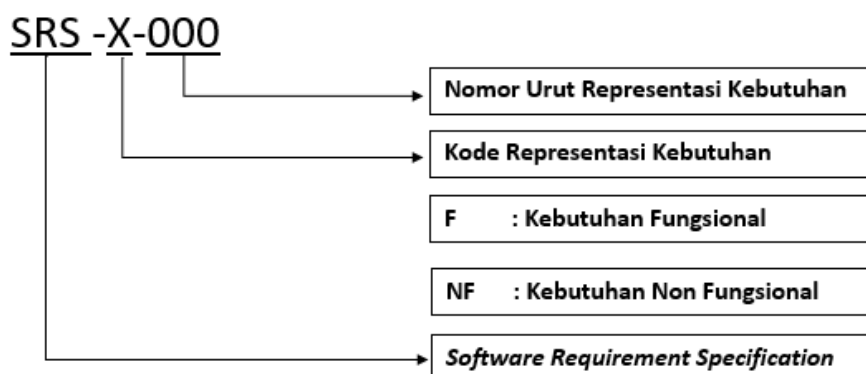 SRS -X-000
Nomor Urut Representasi Kebutuhan
Kode Representasi Kebutuhan
F : Kebutuhan Fungsional
NF : Kebutuhan Non Fungsional
Software Requirement Specification